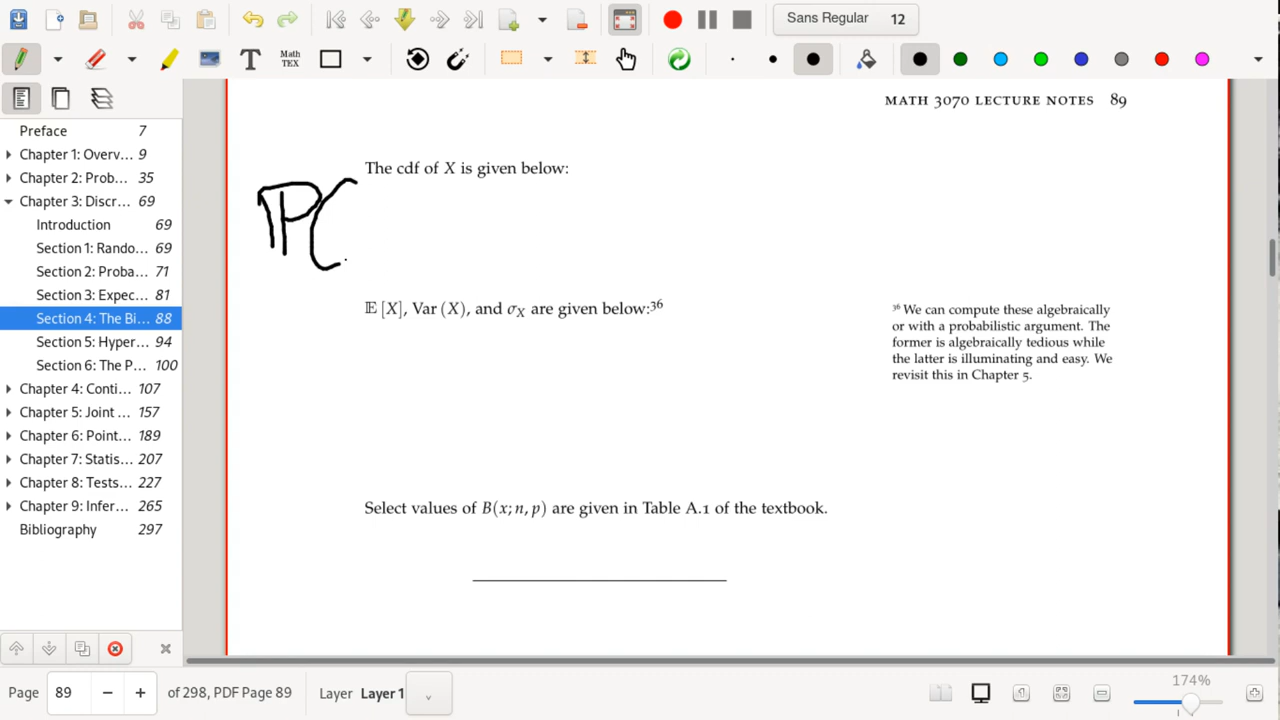 Sans Regular 12
T Math TEX
Preface 7
Chapter 1: Overv... 9
Chapter 2: Prob... 35
Chapter 3: Discr... 69
Introduction 69
Section 1: Rando... 69
Section 2: Proba... 71
Section 3: Expec... 81
Section 4: The Bi... 88
Section 5: Hyper... 94
Section 6: The P... 100
Chapter 4: Conti... 107
Chapter 5: Joint ... 157
Chapter 6: Point... 189
Chapter 7: Statis... 207
Chapter 8: Tests... 227
Chapter 9: Infer... 265
Bibliography 297
MATH 3070 LECTURE NOTES 89
The cdf of X is given below:
ℙ(
𝔼 [X], Var (X), and σ_X are given below:³⁶
³⁶ We can compute these algebraically
or with a probabilistic argument. The
former is algebraically tedious while
the latter is illuminating and easy. We
revisit this in Chapter 5.
Select values of B(x; n, p) are given in Table A.1 of the textbook.
Page 89 of 298, PDF Page 89 Layer Layer 1 174%